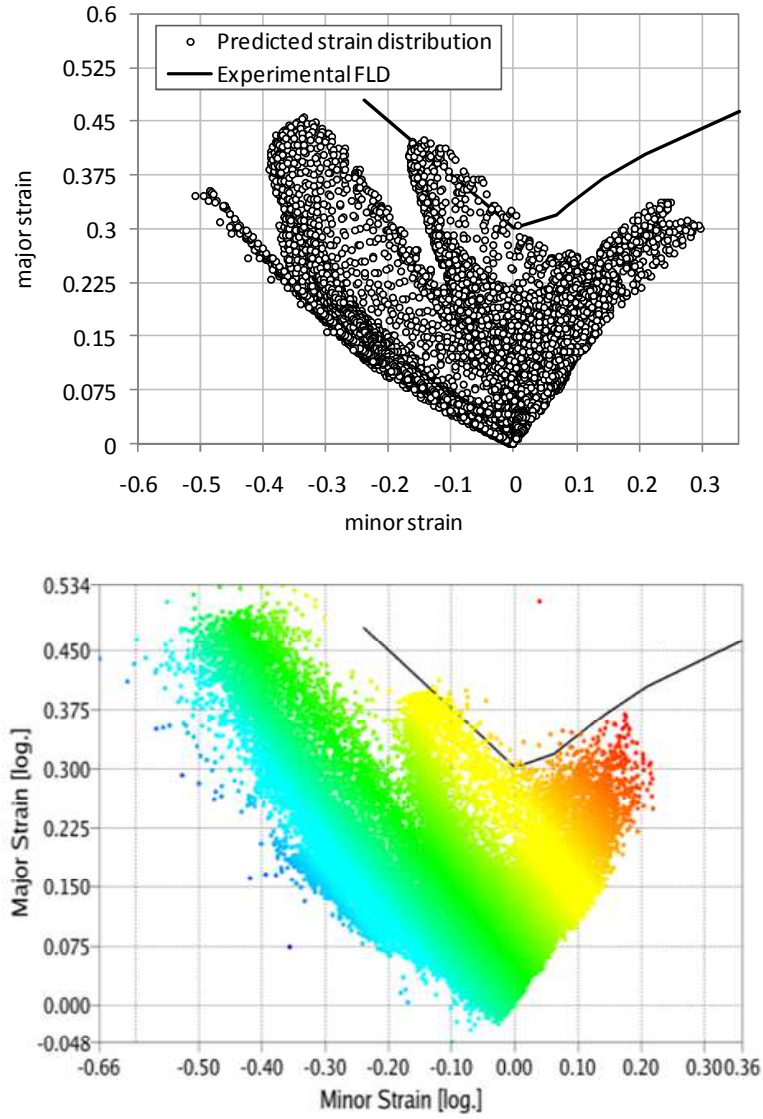 0.6
Predicted strain distribution
Experimental FLD
0.525
0.45
0.375
0.3
0.225
0.15
0.075
0
major strain
-0.6 -0.5 -0.4 -0.3 -0.2 -0.1 0 0.1 0.2 0.3
minor strain
0.534
0.450
0.375
0.300
0.225
0.150
0.075
0.000
-0.048
Major Strain [log.]
-0.66 -0.50 -0.40 -0.30 -0.20 -0.10 0.00 0.10 0.20 0.300.36
Minor Strain [log.]